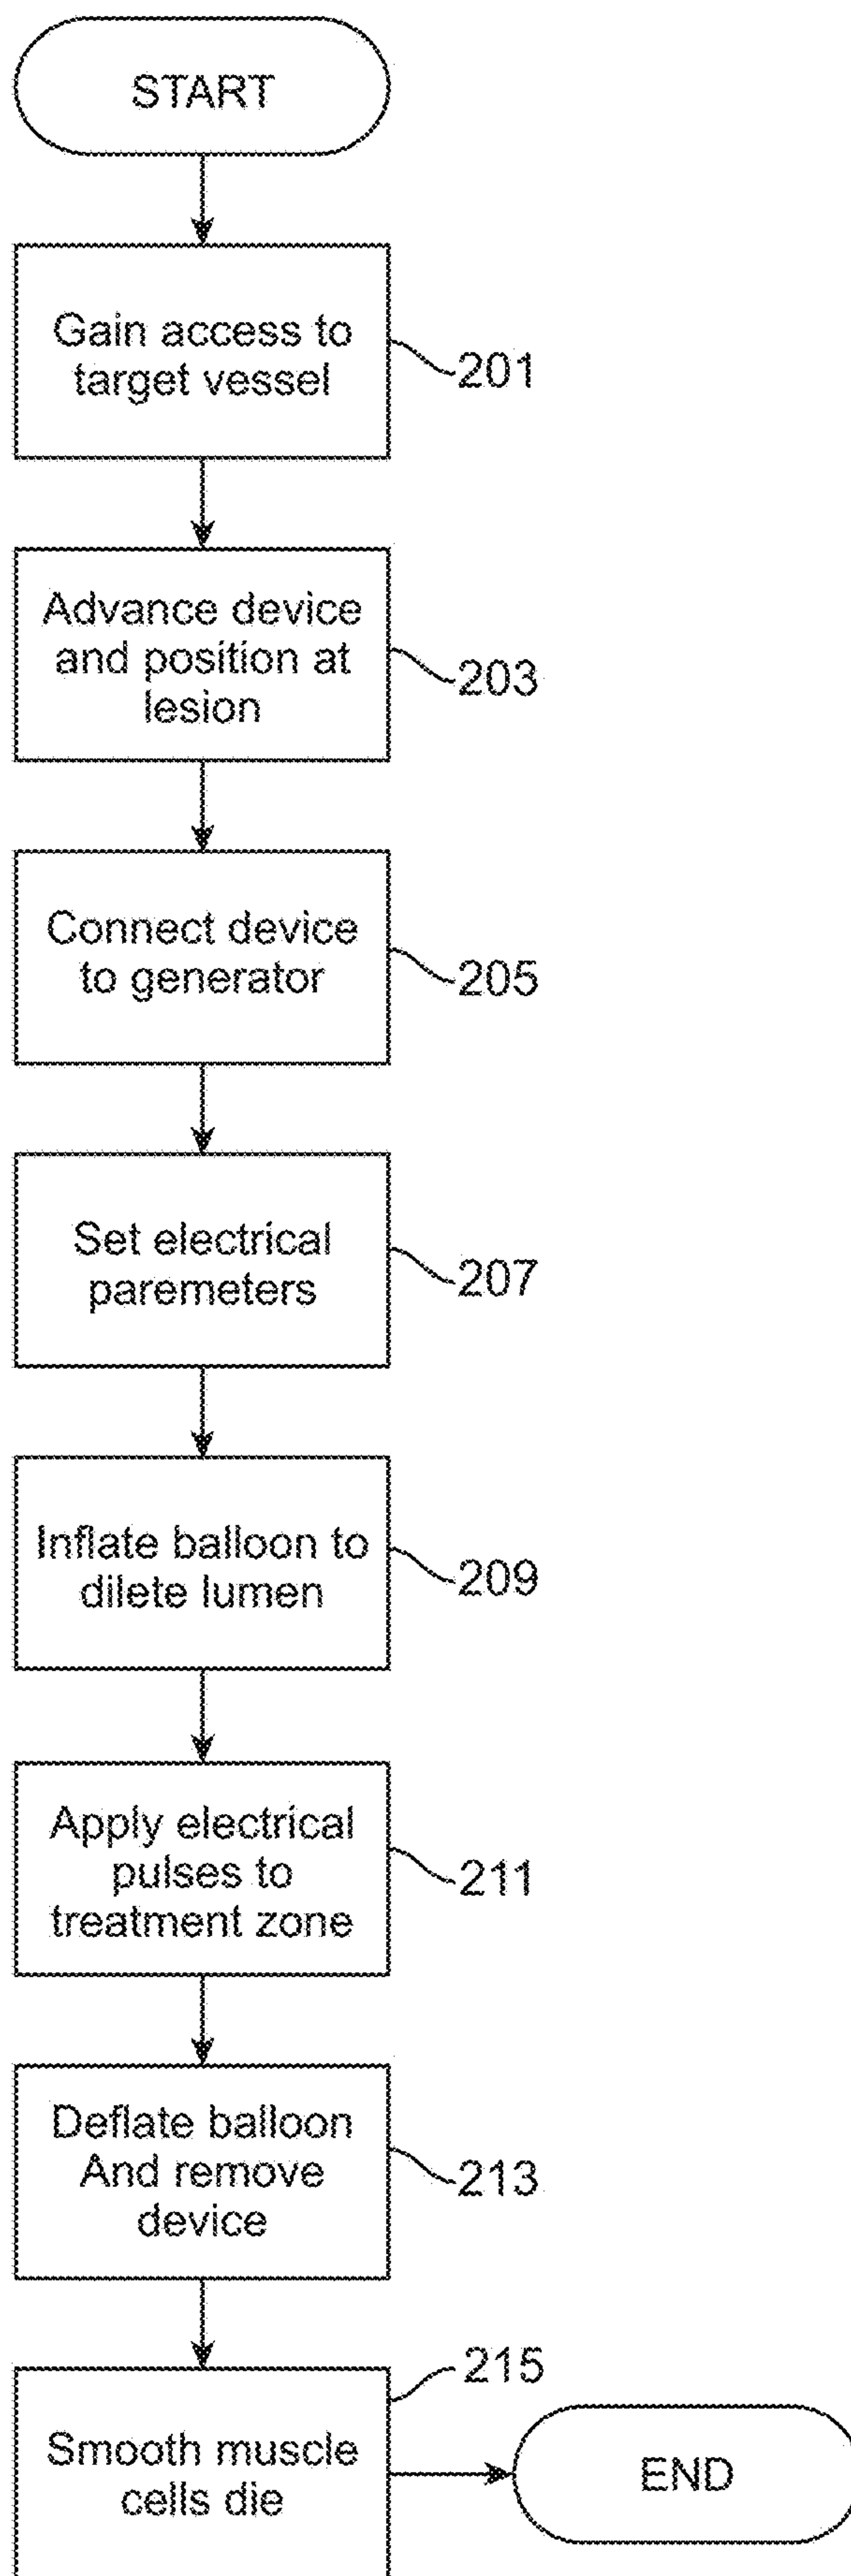 START
Gain access to
target vessel
201
Advance device
and position at
lesion
203
Connect device
to generator
205
Set electrical
paremeters
207
Inflate balloon to
dilete lumen
209
Apply electrical
pulses to
treatment zone
211
Deflate balloon
And remove
device
213
215
Smooth muscle
cells die
END